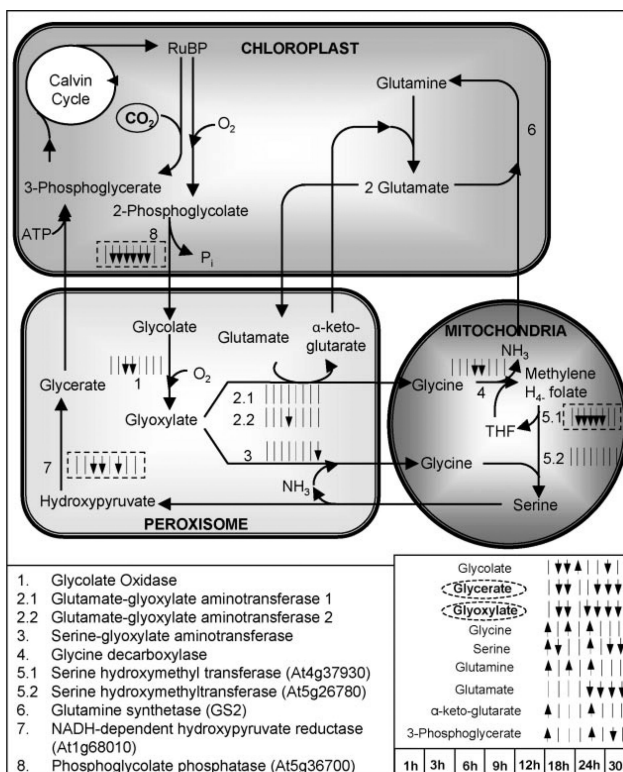 RuBP
CHLOROPLAST
Calvin
Cycle
Glutamine
CO2
O2
6
3-Phosphoglycerate
2 Glutamate
2-Phosphoglycolate
ATP
8
Pi
Glycolate
Glutamate
α-keto-
glutarate
MITOCHONDRIA
NH3
Glycerate
1
O2
Glycine
4
Methylene
H4- folate
2.1
2.2
Glyoxylate
THF
5.1
3
5.2
7
Glycine
NH3
Hydroxypyruvate
Serine
PEROXISOME
1. Glycolate Oxidase
2.1 Glutamate-glyoxylate aminotransferase 1
2.2 Glutamate-glyoxylate aminotransferase 2
3. Serine-glyoxylate aminotransferase
4. Glycine decarboxylase
5.1 Serine hydroxymethyl transferase (At4g37930)
5.2 Serine hydroxymethyltransferase (At5g26780)
6. Glutamine synthetase (GS2)
7. NADH-dependent hydroxypyruvate reductase
(At1g68010)
8. Phosphoglycolate phosphatase (At5g36700)
Glycolate
Glycerate
Glyoxylate
Glycine
Serine
Glutamine
Glutamate
α-keto-glutarate
3-Phosphoglycerate
1h 3h 6h 9h 12h 18h 24h 30